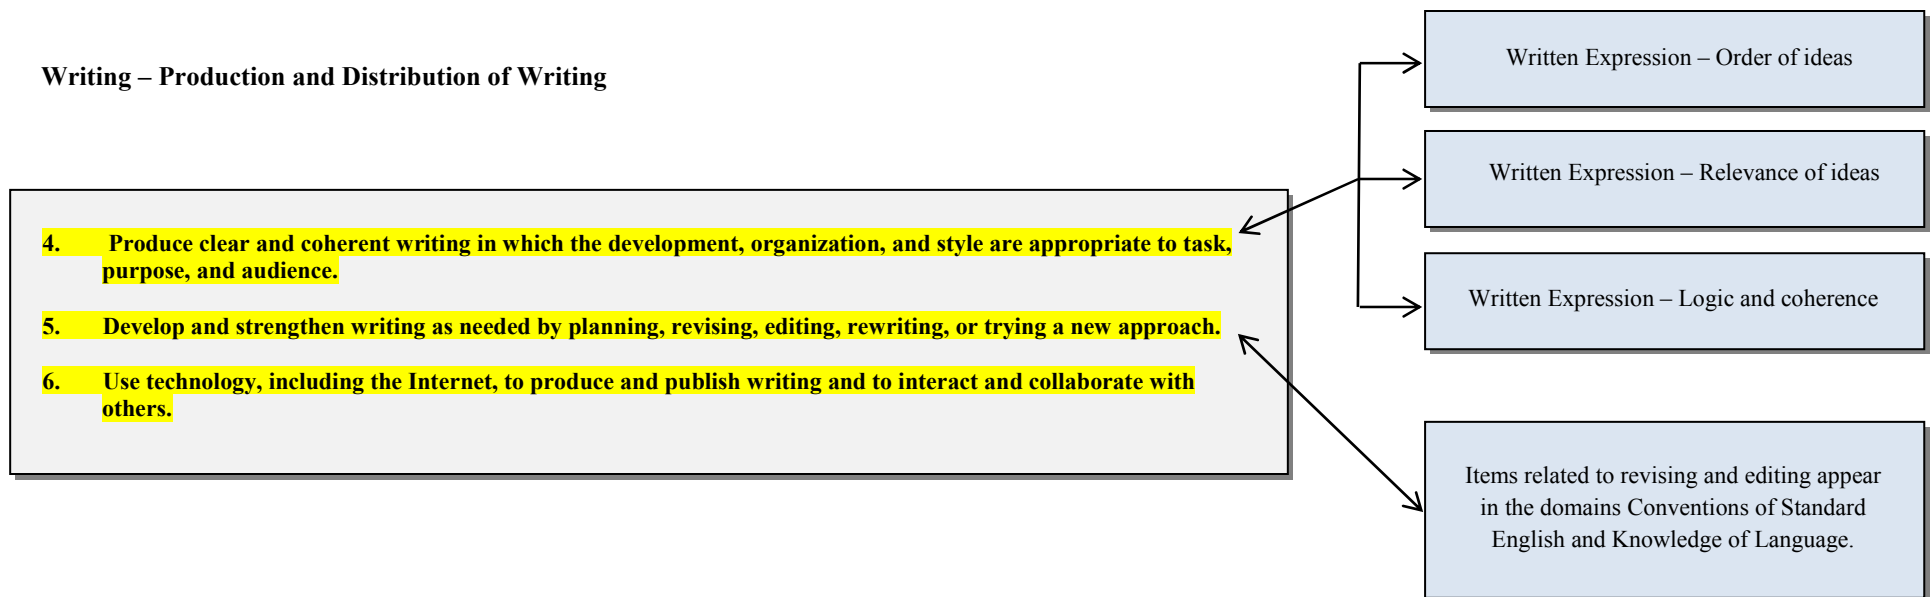 Writing – Production and Distribution of Writing
4. Produce clear and coherent writing in which the development, organization, and style are appropriate to task,
purpose, and audience.
5. Develop and strengthen writing as needed by planning, revising, editing, rewriting, or trying a new approach.
6. Use technology, including the Internet, to produce and publish writing and to interact and collaborate with
others.
Written Expression – Order of ideas
Written Expression – Relevance of ideas
Written Expression – Logic and coherence
Items related to revising and editing appear
in the domains Conventions of Standard
English and Knowledge of Language.